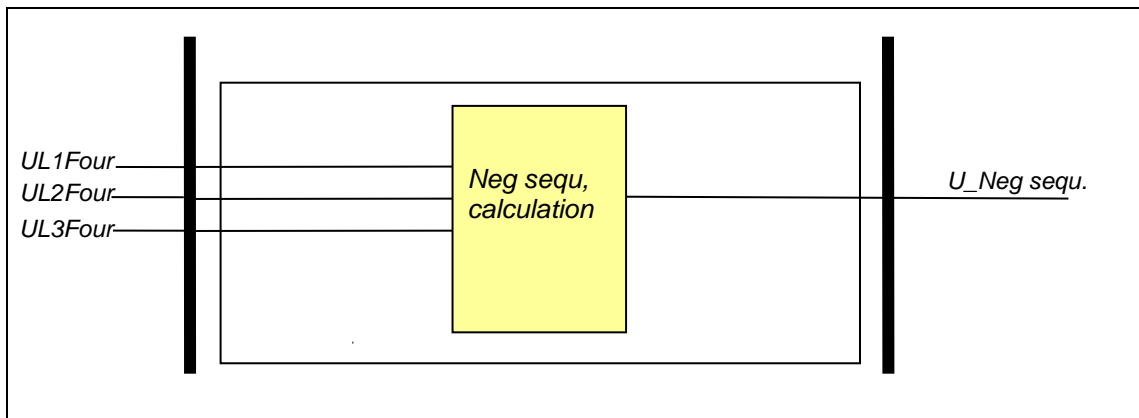 UL1Four
UL2Four
UL3Four
Neg sequ,
calculation
U_Neg sequ.